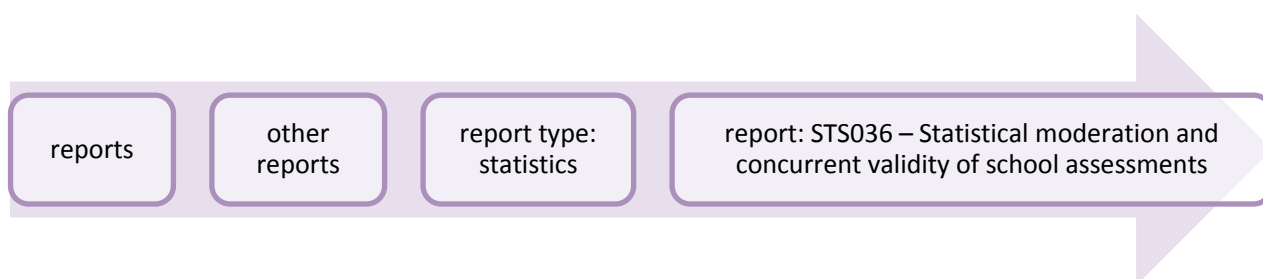 reports
other
reports
report type:
statistics
report: STS036 – Statistical moderation and
concurrent validity of school assessments